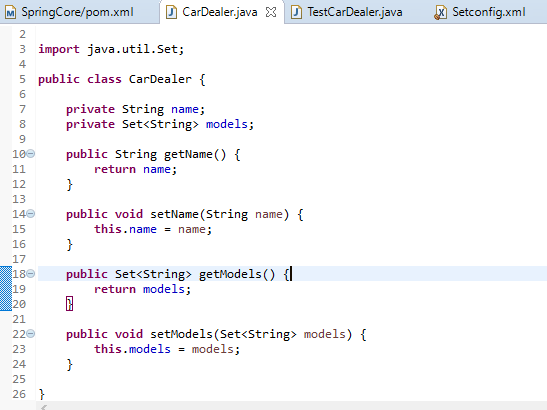 SpringCore/pom.xml CarDealer.java TestCarDealer.java Setconfig.xml
2
3 import java.util.Set;
4
5 public class CarDealer {
6
7     private String name;
8     private Set<String> models;
9
10     public String getName() {
11         return name;
12     }
13
14     public void setName(String name) {
15         this.name = name;
16     }
17
18     public Set<String> getModels() {
19         return models;
20     }
21
22     public void setModels(Set<String> models) {
23         this.models = models;
24     }
25
26 }